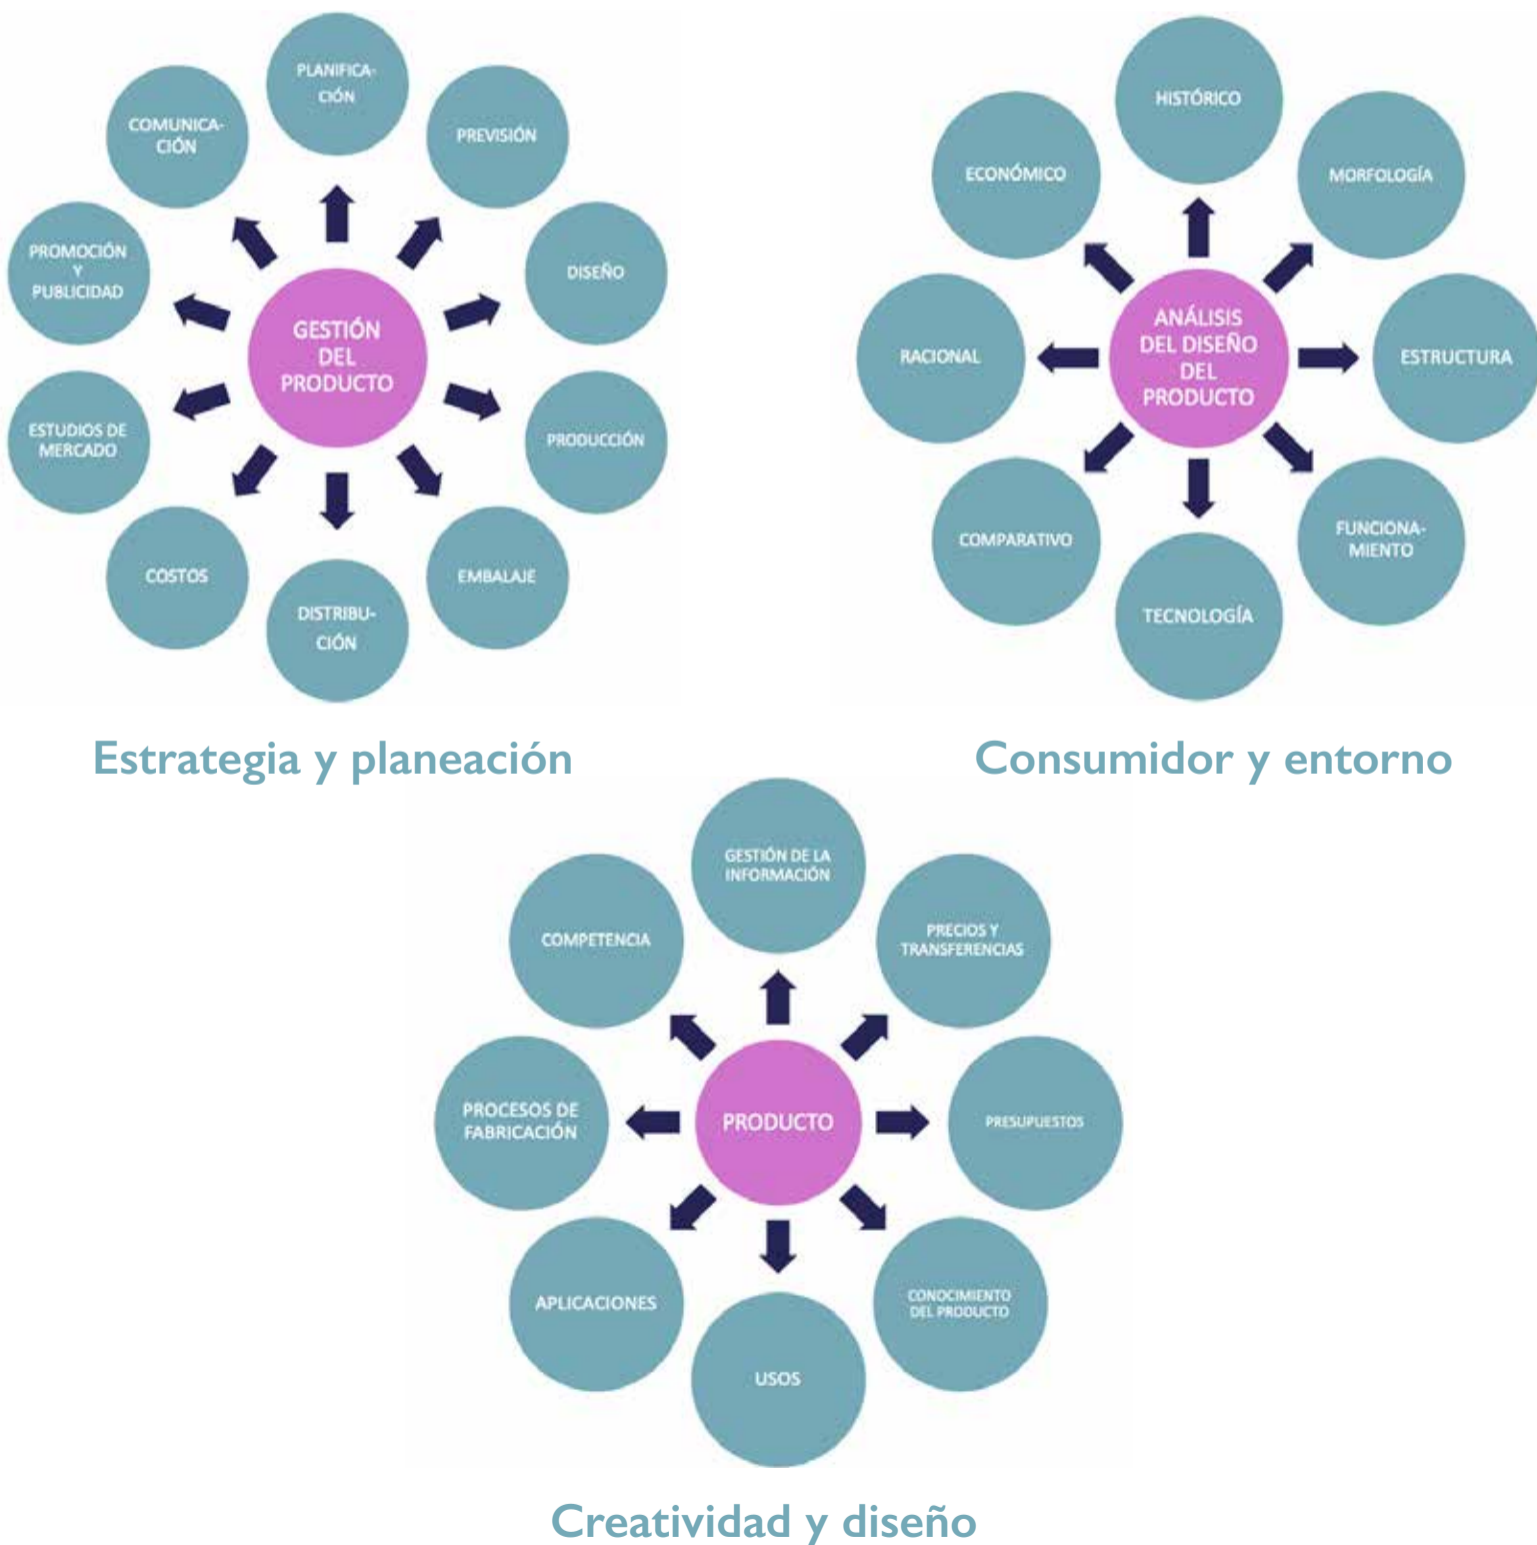 PLANIFICA-
CIÓN
PREVISIÓN
DISEÑO
PRODUCCIÓN
EMBALAJE
DISTRIBU-
CIÓN
COSTOS
ESTUDIOS DE
MERCADO
PROMOCIÓN
Y
PUBLICIDAD
COMUNICA-
CIÓN
GESTIÓN
DEL
PRODUCTO
Estrategia y planeación
HISTÓRICO
MORFOLOGÍA
ESTRUCTURA
FUNCIONA-
MIENTO
TECNOLOGÍA
COMPARATIVO
RACIONAL
ECONÓMICO
ANÁLISIS
DEL DISEÑO
DEL
PRODUCTO
Consumidor y entorno
GESTIÓN DE LA
INFORMACIÓN
PRECIOS Y
TRANSFERENCIAS
PRESUPUESTOS
CONOCIMIENTO
DEL PRODUCTO
USOS
APLICACIONES
PROCESOS DE
FABRICACIÓN
COMPETENCIA
PRODUCTO
Creatividad y diseño